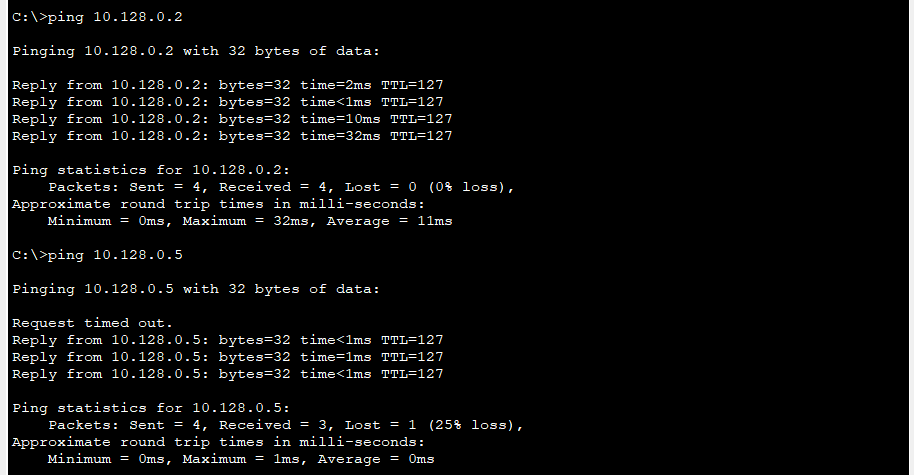 C:\>ping 10.128.0.2
Pinging 10.128.0.2 with 32 bytes of data:
Reply from 10.128.0.2: bytes=32 time=2ms TTL=127
Reply from 10.128.0.2: bytes=32 time<1ms TTL=127
Reply from 10.128.0.2: bytes=32 time=10ms TTL=127
Reply from 10.128.0.2: bytes=32 time=32ms TTL=127
Ping statistics for 10.128.0.2:
    Packets: Sent = 4, Received = 4, Lost = 0 (0% loss),
Approximate round trip times in milli-seconds:
    Minimum = 0ms, Maximum = 32ms, Average = 11ms
C:\>ping 10.128.0.5
Pinging 10.128.0.5 with 32 bytes of data:
Request timed out.
Reply from 10.128.0.5: bytes=32 time<1ms TTL=127
Reply from 10.128.0.5: bytes=32 time=1ms TTL=127
Reply from 10.128.0.5: bytes=32 time<1ms TTL=127
Ping statistics for 10.128.0.5:
    Packets: Sent = 4, Received = 3, Lost = 1 (25% loss),
Approximate round trip times in milli-seconds:
    Minimum = 0ms, Maximum = 1ms, Average = 0ms